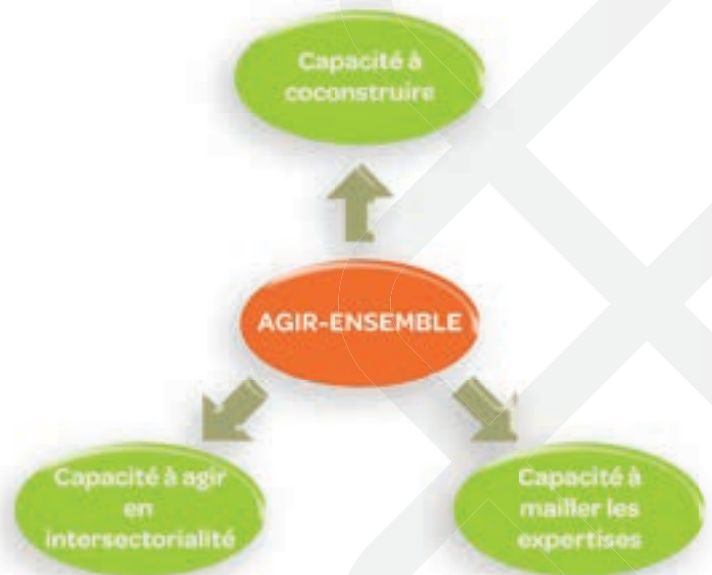 Capacité à
coconstruire
AGIR-ENSEMBLE
Capacité à agir
en
intersectorialité
Capacité à
mailler les
expertises